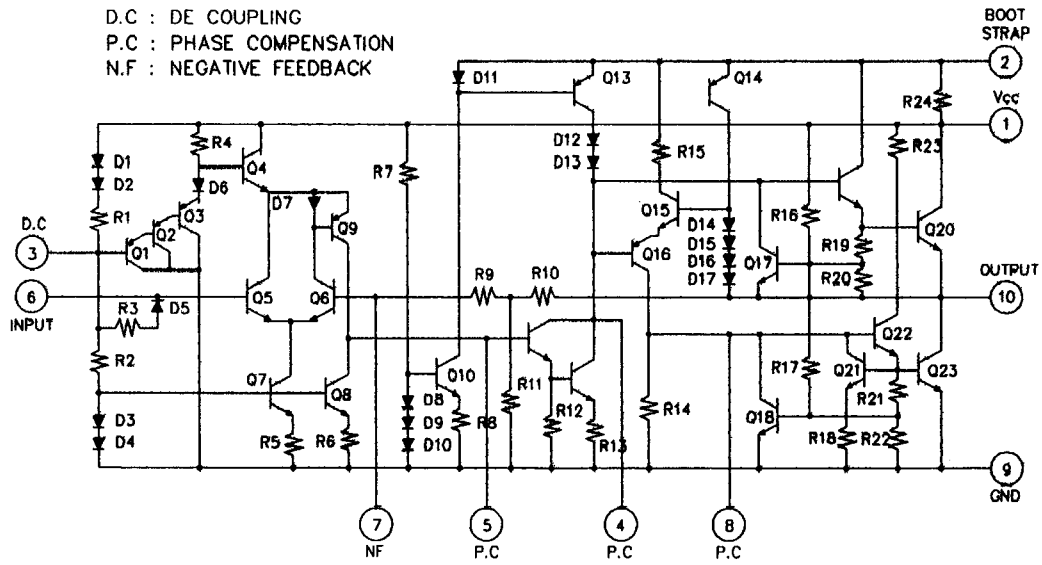 D.C : DE COUPLING
P.C : PHASE COMPENSATION
N.F : NEGATIVE FEEDBACK
BOOT
STRAP
2
D11
Q13
Q14
R24
Vcc
1
R4
D1
D2
Q4
R7
D12
D13
R15
R23
D6
D7
R1
Q3
Q9
Q2
Q1
D.C
3
Q15
D14
D15
D16
D17
R16
Q16
Q17
R19
R20
Q20
6
INPUT
D5
R3
Q5
Q6
R9
R10
OUTPUT
10
R2
Q22
Q7
Q8
Q10
R11
R17
Q21
Q23
D8
D9
D10
R8
R12
R13
R14
Q18
R21
R18
R22
D3
D4
R5
R6
9
GND
7
NF
5
P.C
4
P.C
8
P.C